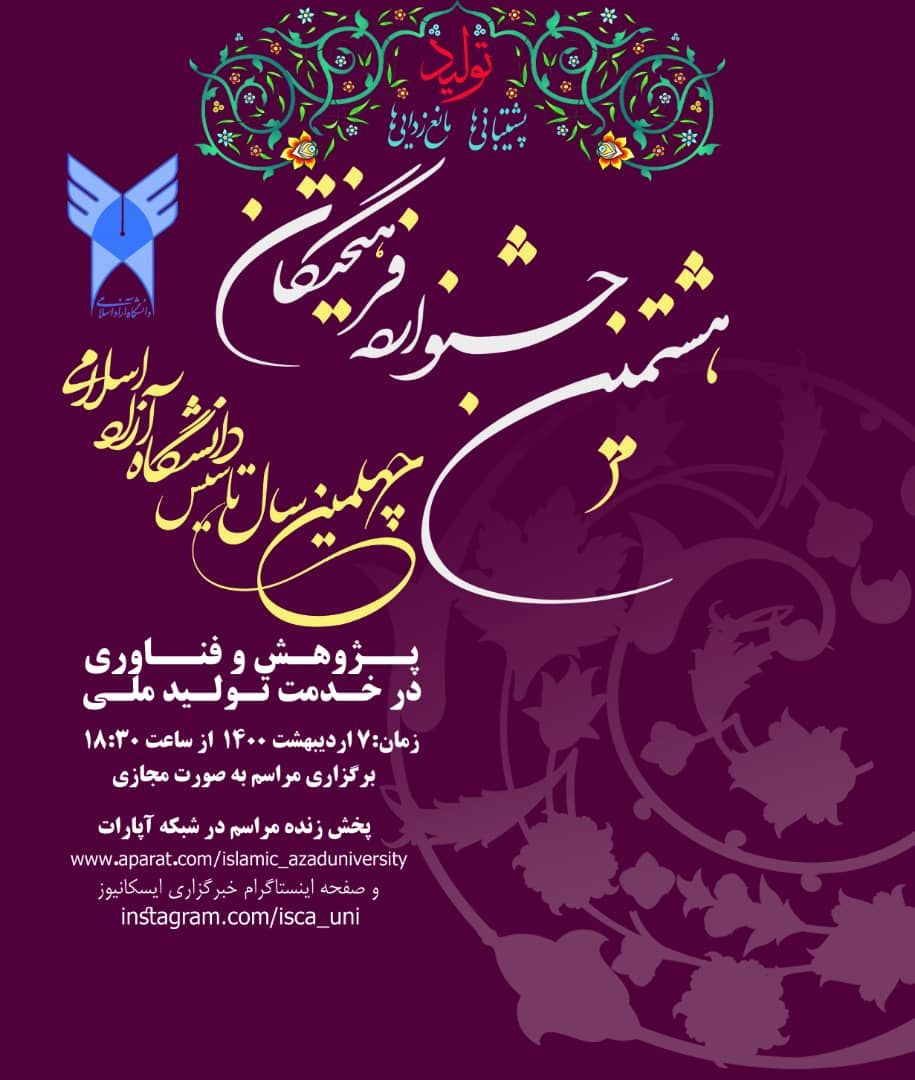 تولید
پشتیبانی‌ها مانع‌زدایی‌ها
هشتمین جشنواره فرهیختگان
دانشگاه آزاد اسلامی
چهلمین سال تاسیس دانشگاه آزاد اسلامی
پژوهش و فناوری
در خدمت تولید ملی
زمان:۷ اردیبهشت ۱۴۰۰ از ساعت ۱۸:۳۰
برگزاری مراسم به صورت مجازی
پخش زنده مراسم در شبکه آپارات
www.aparat.com/islamic_azaduniversity
و صفحه اینستاگرام خبرگزاری ایسکانیوز
instagram.com/isca_uni